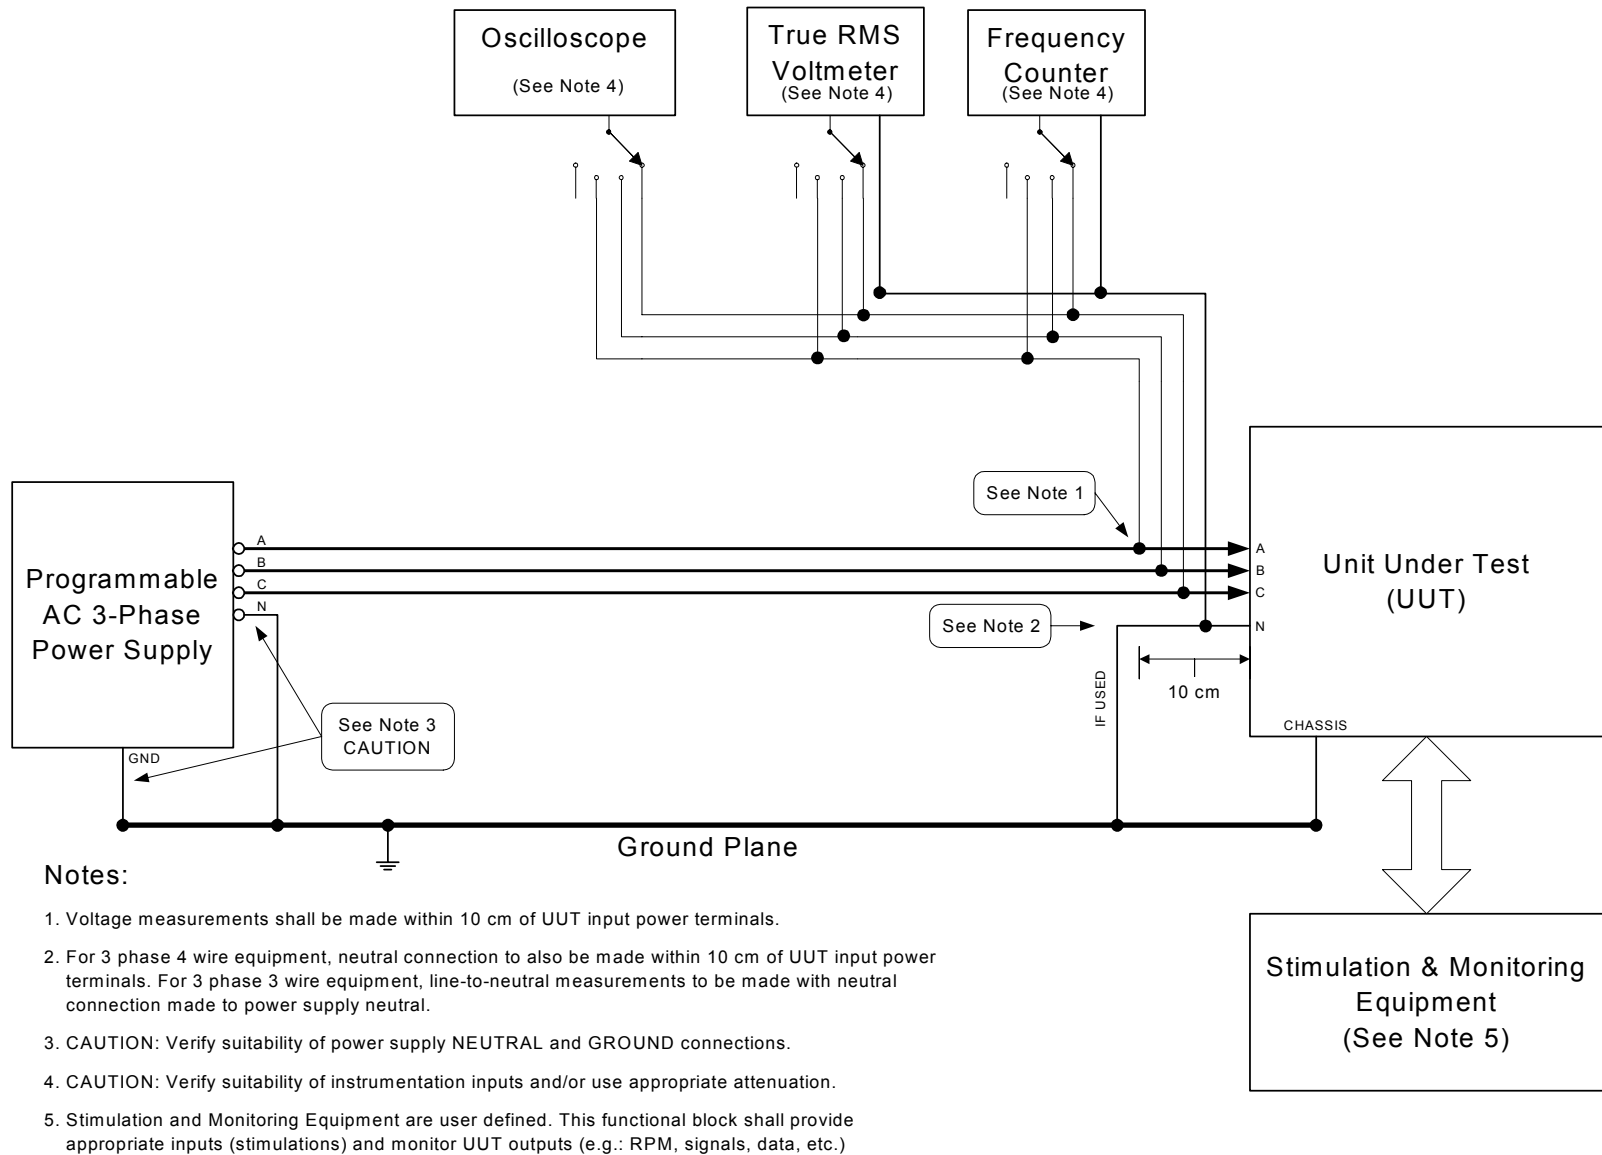 Oscilloscope
(See Note 4)
True RMS
Voltmeter
(See Note 4)
Frequency
Counter
(See Note 4)
See Note 1
Programmable
AC 3-Phase
Power Supply
A
B
C
N
GND
See Note 3
CAUTION
See Note 2
IF USED
10 cm
A
B
C
N
Unit Under Test
(UUT)
CHASSIS
Ground Plane
Stimulation & Monitoring
Equipment
(See Note 5)
Notes:
1. Voltage measurements shall be made within 10 cm of UUT input power terminals.
2. For 3 phase 4 wire equipment, neutral connection to also be made within 10 cm of UUT input power
terminals. For 3 phase 3 wire equipment, line-to-neutral measurements to be made with neutral
connection made to power supply neutral.
3. CAUTION: Verify suitability of power supply NEUTRAL and GROUND connections.
4. CAUTION: Verify suitability of instrumentation inputs and/or use appropriate attenuation.
5. Stimulation and Monitoring Equipment are user defined. This functional block shall provide
appropriate inputs (stimulations) and monitor UUT outputs (e.g.: RPM, signals, data, etc.)